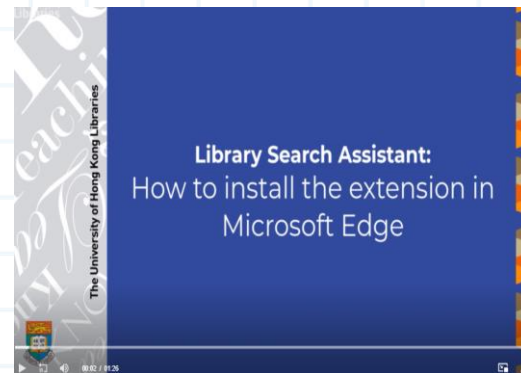 Libraries
The University of Hong Kong Libraries
Library Search Assistant:
How to install the extension in
Microsoft Edge
00:02 / 01:26